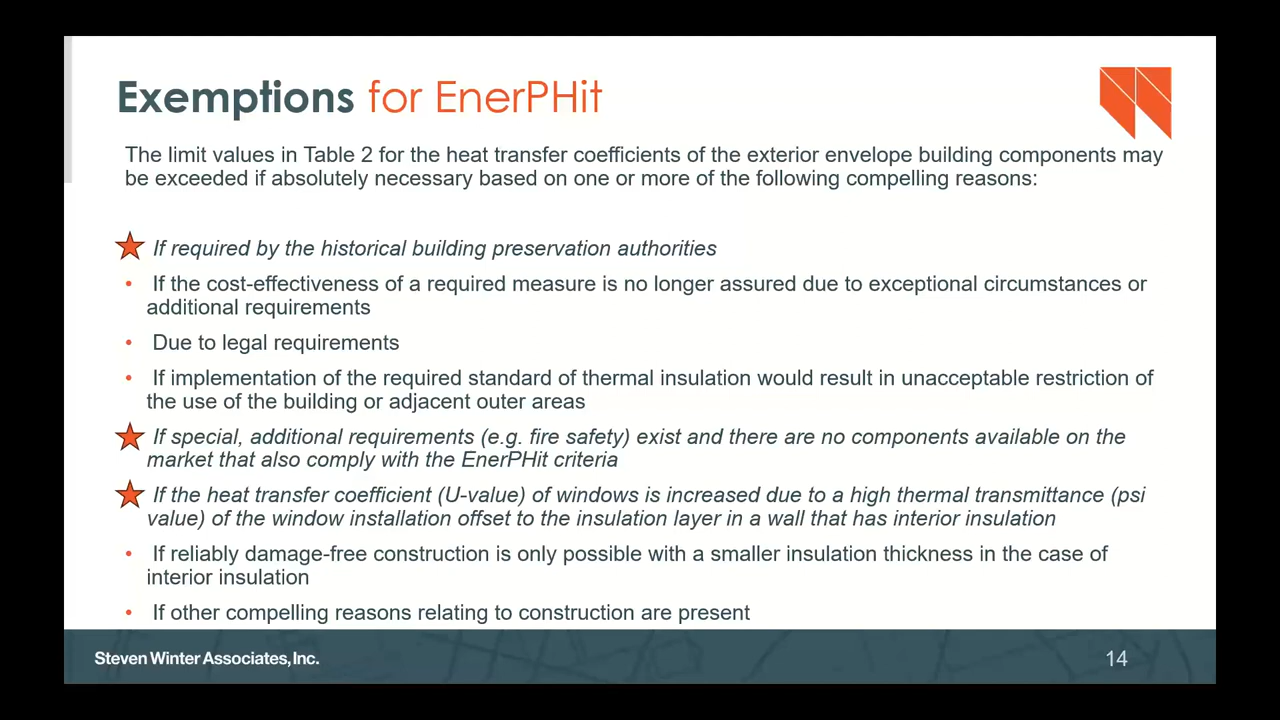 Exemptions for EnerPHit
The limit values in Table 2 for the heat transfer coefficients of the exterior envelope building components may
be exceeded if absolutely necessary based on one or more of the following compelling reasons:
If required by the historical building preservation authorities
• If the cost-effectiveness of a required measure is no longer assured due to exceptional circumstances or
additional requirements
• Due to legal requirements
• If implementation of the required standard of thermal insulation would result in unacceptable restriction of
the use of the building or adjacent outer areas
If special, additional requirements (e.g. fire safety) exist and there are no components available on the
market that also comply with the EnerPHit criteria
If the heat transfer coefficient (U-value) of windows is increased due to a high thermal transmittance (psi
value) of the window installation offset to the insulation layer in a wall that has interior insulation
• If reliably damage-free construction is only possible with a smaller insulation thickness in the case of
interior insulation
• If other compelling reasons relating to construction are present
Steven Winter Associates, Inc.
14